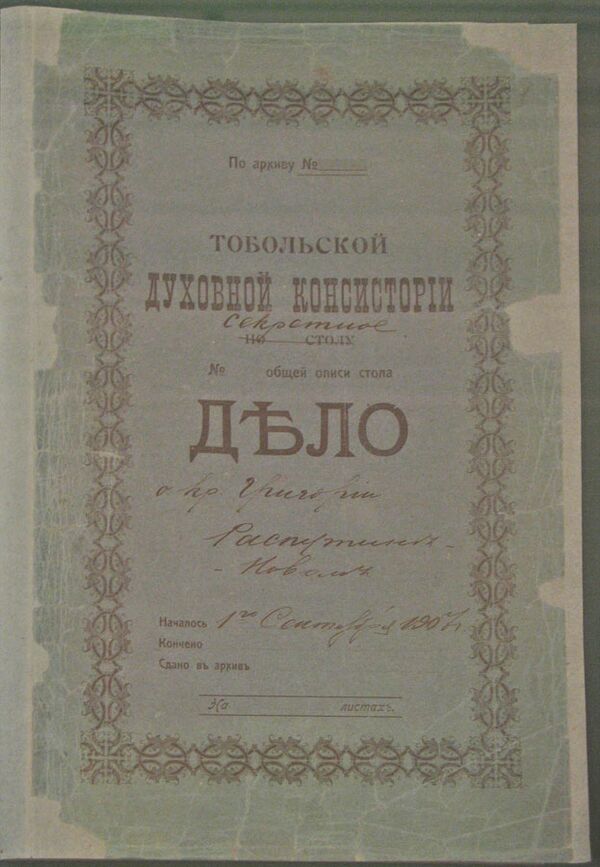 По архиву №
ТОБОЛЬСКОЙ
ДУХОВНОЙ КОНСИСТОРІИ
секретное
по столу
№ общей описи стола
ДѢЛО
о кр. Григоріи
Распутинѣ-
- Новомъ
Началось 1го Сентября 1907 г.
Кончено
Сдано въ архивъ
На листахъ.